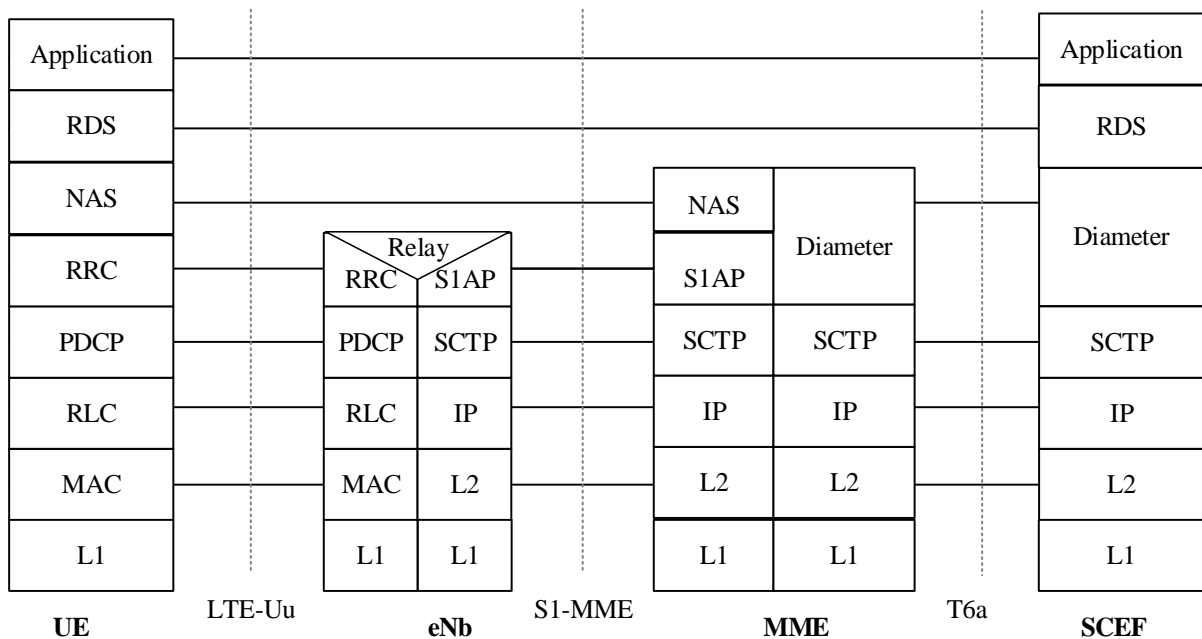 Application
Application
RDS
RDS
NAS
NAS
Diameter
Diameter
RRC
Relay
RRC
S1AP
S1AP
PDCP
PDCP
SCTP
SCTP
SCTP
SCTP
RLC
RLC
IP
IP
IP
IP
MAC
MAC
L2
L2
L2
L2
L1
L1
L1
L1
L1
L1
LTE-Uu
S1-MME
T6a
UE
eNb
MME
SCEF